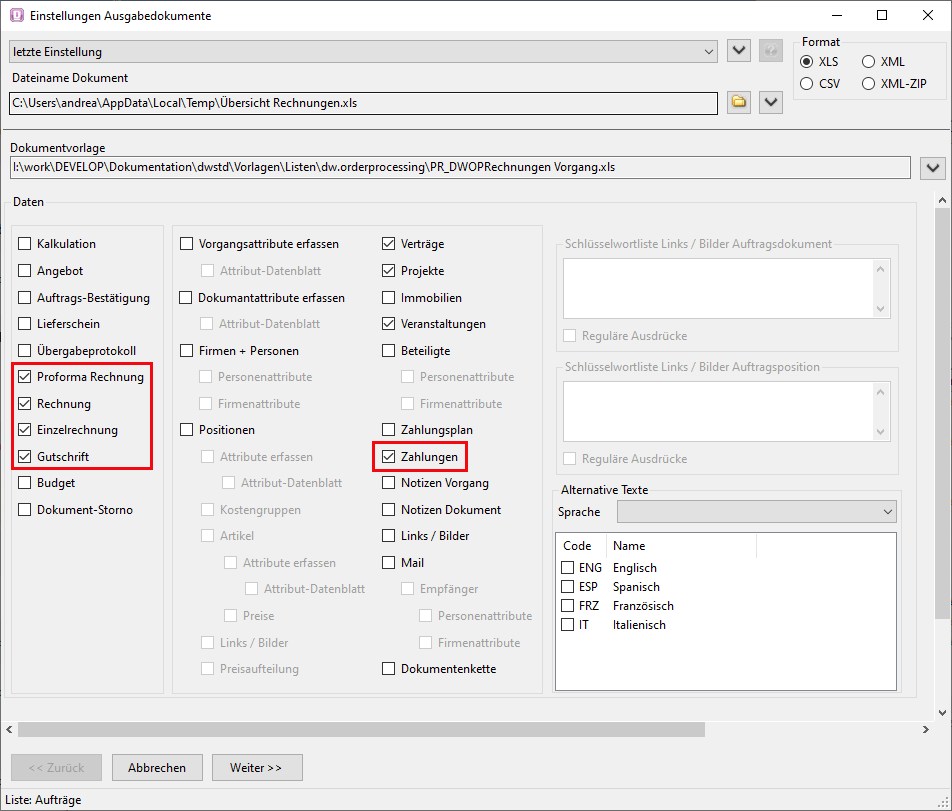 Einstellungen Ausgabedokumente
letzte Einstellung
Dateiname Dokument
C:\Users\andrea\AppData\Local\Temp\Übersicht Rechnungen.xls
Format
XLS
XML
CSV
XML-ZIP
Dokumentvorlage
I:\work\DEVELOP\Dokumentation\dwstd\Vorlagen\Listen\dw.orderprocessing\PR_DWOPRechnungen Vorgang.xls
Daten
Kalkulation
Angebot
Auftrags-Bestätigung
Lieferschein
Übergabeprotokoll
Proforma Rechnung
Rechnung
Einzelrechnung
Gutschrift
Budget
Dokument-Storno
Vorgangsattribute erfassen
Attribut-Datenblatt
Dokumantattribute erfassen
Attribut-Datenblatt
Firmen + Personen
Personenattribute
Firmenattribute
Positionen
Attribute erfassen
Attribut-Datenblatt
Kostengruppen
Artikel
Attribute erfassen
Attribut-Datenblatt
Preise
Links / Bilder
Preisaufteilung
Verträge
Projekte
Immobilien
Veranstaltungen
Beteiligte
Personenattribute
Firmenattribute
Zahlungsplan
Zahlungen
Notizen Vorgang
Notizen Dokument
Links / Bilder
Mail
Empfänger
Personenattribute
Firmenattribute
Dokumentenkette
Schlüsselwortliste Links / Bilder Auftragsdokument
Reguläre Ausdrücke
Schlüsselwortliste Links / Bilder Auftragsposition
Reguläre Ausdrücke
Alternative Texte
Sprache
Code Name
ENG Englisch
ESP Spanisch
FRZ Französisch
IT Italienisch
<< Zurück
Abbrechen
Weiter >>
Liste: Aufträge